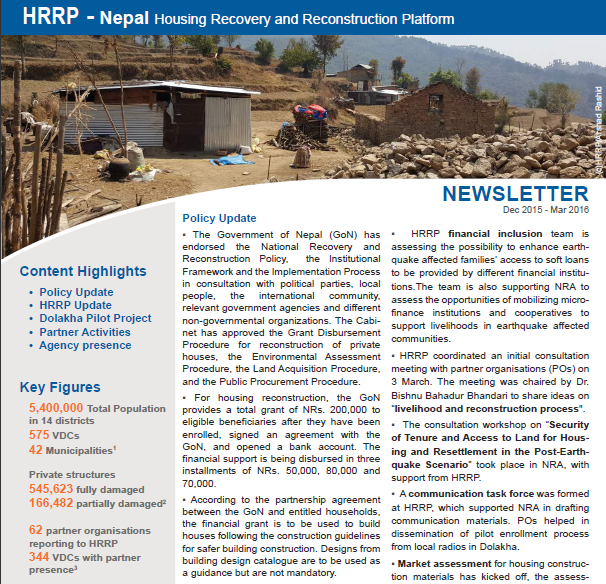 HRRP - Nepal Housing Recovery and Reconstruction Platform
NEWSLETTER
Dec 2015 - Mar 2016
Content Highlights
• Policy Update
• HRRP Update
• Dolakha Pilot Project
• Partner Activities
• Agency presence
Key Figures
5,400,000 Total Population
in 14 districts
575 VDCs
42 Municipalities¹
Private structures
545,623 fully damaged
166,482 partially damaged²
62 partner organisations
reporting to HRRP
344 VDCs with partner
presence³
Policy Update
• The Government of Nepal (GoN) has
endorsed the National Recovery and
Reconstruction Policy, the Institutional
Framework and the Implementation Process
in consultation with political parties, local
people, the international community,
relevant government agencies and different
non-governmental organizations. The Cabi-
net has approved the Grant Disbursement
Procedure for reconstruction of private
houses, the Environmental Assessment
Procedure, the Land Acquisition Procedure,
and the Public Procurement Procedure.
• For housing reconstruction, the GoN
provides a total grant of NRs. 200,000 to
eligible beneficiaries after they have been
enrolled, signed an agreement with the
GoN, and opened a bank account. The
financial support is being disbursed in three
installments of NRs. 50,000, 80,000 and
70,000.
• According to the partnership agreement
between the GoN and entitled households,
the financial grant is to be used to build
houses following the construction guidelines
for safer building construction. Designs from
building design catalogue are to be used as
a guidance but are not mandatory.
• HRRP financial inclusion team is
assessing the possibility to enhance earth-
quake affected families' access to soft loans
to be provided by different financial institu-
tions.The team is also supporting NRA to
assess the opportunities of mobilizing micro-
finance institutions and cooperatives to
support livelihoods in earthquake affected
communities.
• HRRP coordinated an initial consultation
meeting with partner organisations (POs) on
3 March. The meeting was chaired by Dr.
Bishnu Bahadur Bhandari to share ideas on
"livelihood and reconstruction process".
• The consultation workshop on "Security
of Tenure and Access to Land for Hous-
ing and Resettlement in the Post-Earth-
quake Scenario" took place in NRA, with
support from HRRP.
• A communication task force was formed
at HRRP, which supported NRA in drafting
communication materials. POs helped in
dissemination of pilot enrollment process
from local radios in Dolakha.
• Market assessment for housing construc-
tion materials has kicked off, the assess-